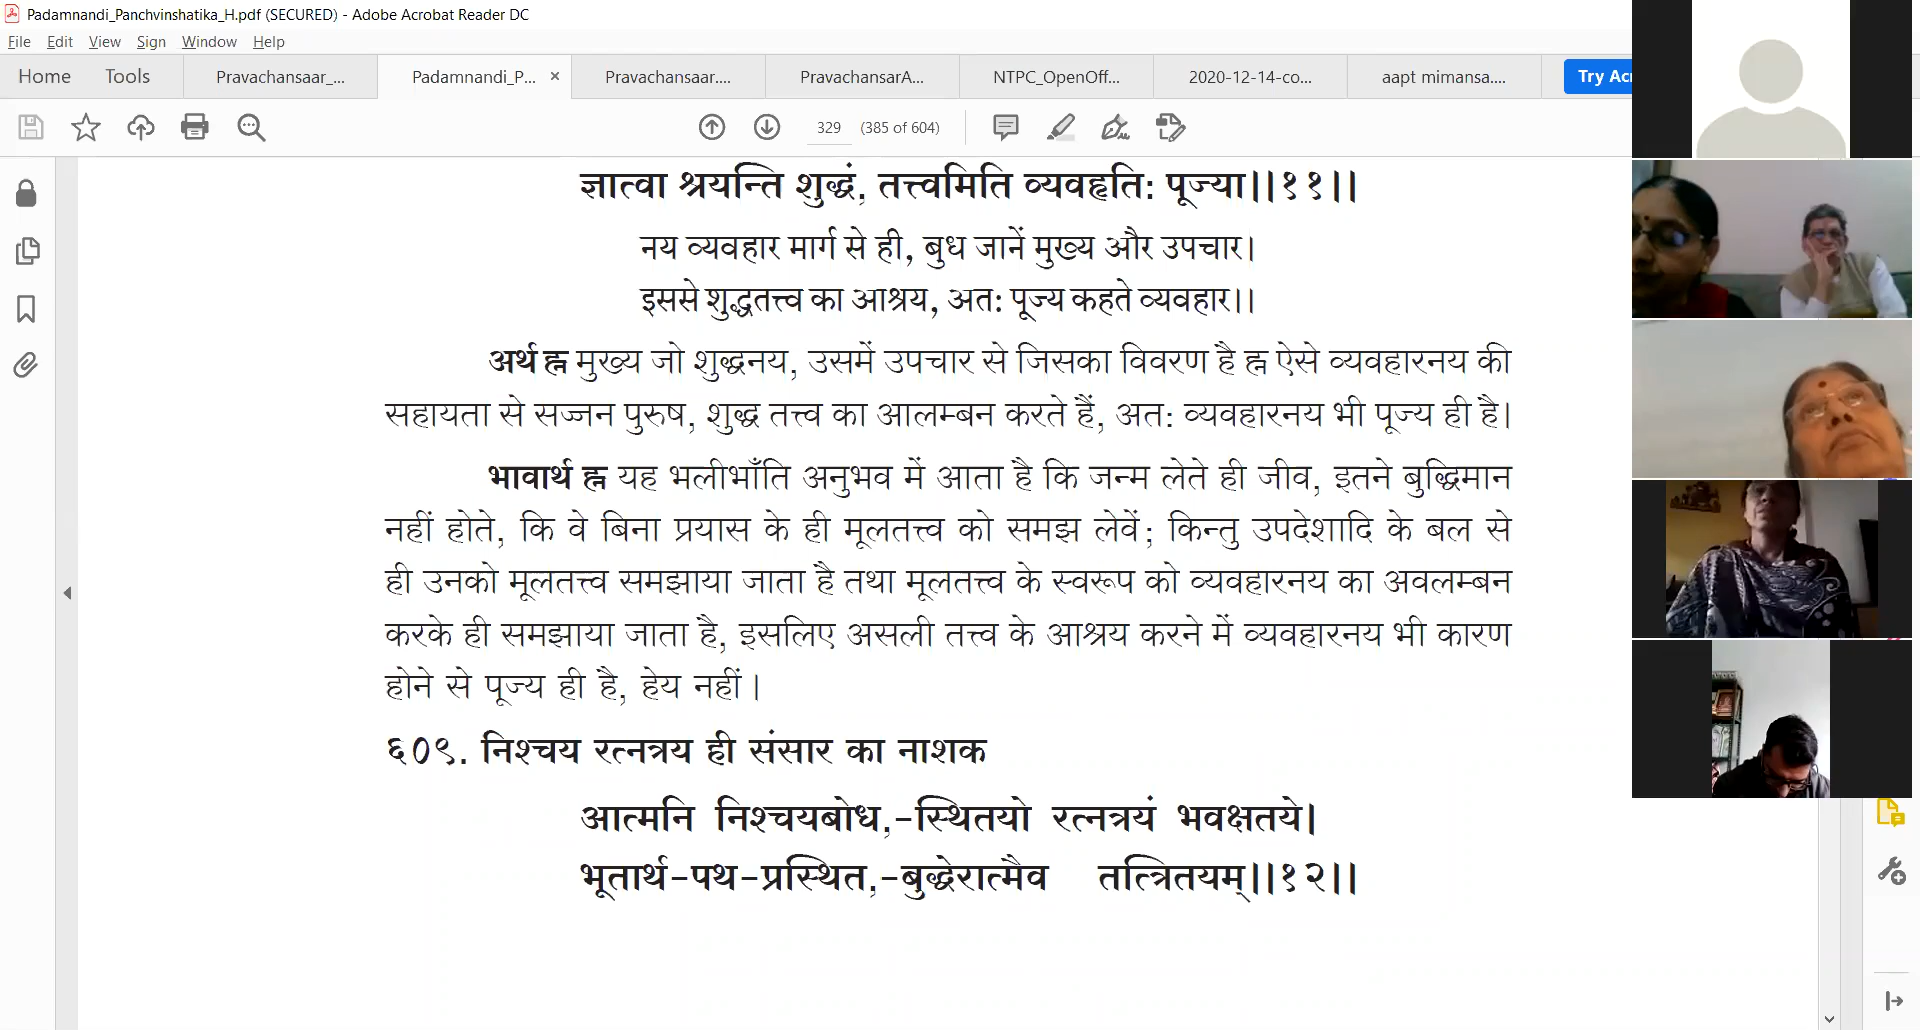 Padamnandi_Panchvinshatika_H.pdf (SECURED) - Adobe Acrobat Reader DC
File Edit View Sign Window Help
Home Tools Pravachansaar_... Padamnandi_P... × Pravachansaar.... PravachansarA... NTPC_OpenOff... 2020-12-14-co... aapt mimansa.... Try Acr
329 (385 of 604)
ज्ञात्वा श्रयन्ति शुद्धं, तत्त्वमिति व्यवहृतिः पूज्या।।११।।
नय व्यवहार मार्ग से ही, बुध जानें मुख्य और उपचार।
इससे शुद्धतत्त्व का आश्रय, अतः पूज्य कहते व्यवहार।।
अर्थ ह्न मुख्य जो शुद्धनय, उसमें उपचार से जिसका विवरण है ह्न ऐसे व्यवहारनय की
सहायता से सज्जन पुरुष, शुद्ध तत्त्व का आलम्बन करते हैं, अतः व्यवहारनय भी पूज्य ही है।
भावार्थ ह्न यह भलीभाँति अनुभव में आता है कि जन्म लेते ही जीव, इतने बुद्धिमान
नहीं होते, कि वे बिना प्रयास के ही मूलतत्त्व को समझ लेवें; किन्तु उपदेशादि के बल से
ही उनको मूलतत्त्व समझाया जाता है तथा मूलतत्त्व के स्वरूप को व्यवहारनय का अवलम्बन
करके ही समझाया जाता है, इसलिए असली तत्त्व के आश्रय करने में व्यवहारनय भी कारण
होने से पूज्य ही है, हेय नहीं।
६०९. निश्चय रत्नत्रय ही संसार का नाशक
आत्मनि निश्चयबोध,-स्थितयो रत्नत्रयं भवक्षतये।
भूतार्थ-पथ-प्रस्थित,-बुद्धेरात्मैव तत्त्रितयम्।।१२।।